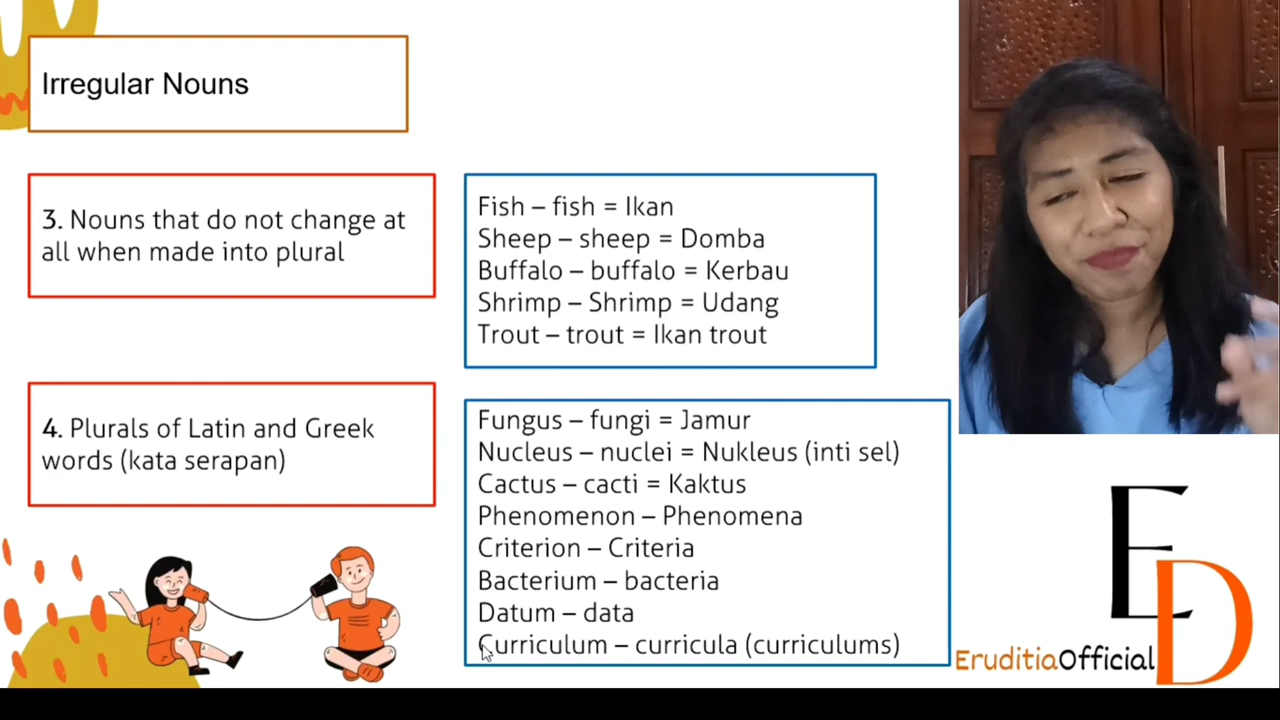 Irregular Nouns
3. Nouns that do not change at
all when made into plural
Fish – fish = Ikan
Sheep – sheep = Domba
Buffalo – buffalo = Kerbau
Shrimp – Shrimp = Udang
Trout – trout = Ikan trout
4. Plurals of Latin and Greek
words (kata serapan)
Fungus – fungi = Jamur
Nucleus – nuclei = Nukleus (inti sel)
Cactus – cacti = Kaktus
Phenomenon – Phenomena
Criterion – Criteria
Bacterium – bacteria
Datum – data
Curriculum – curricula (curriculums)
ED
EruditiaOfficial